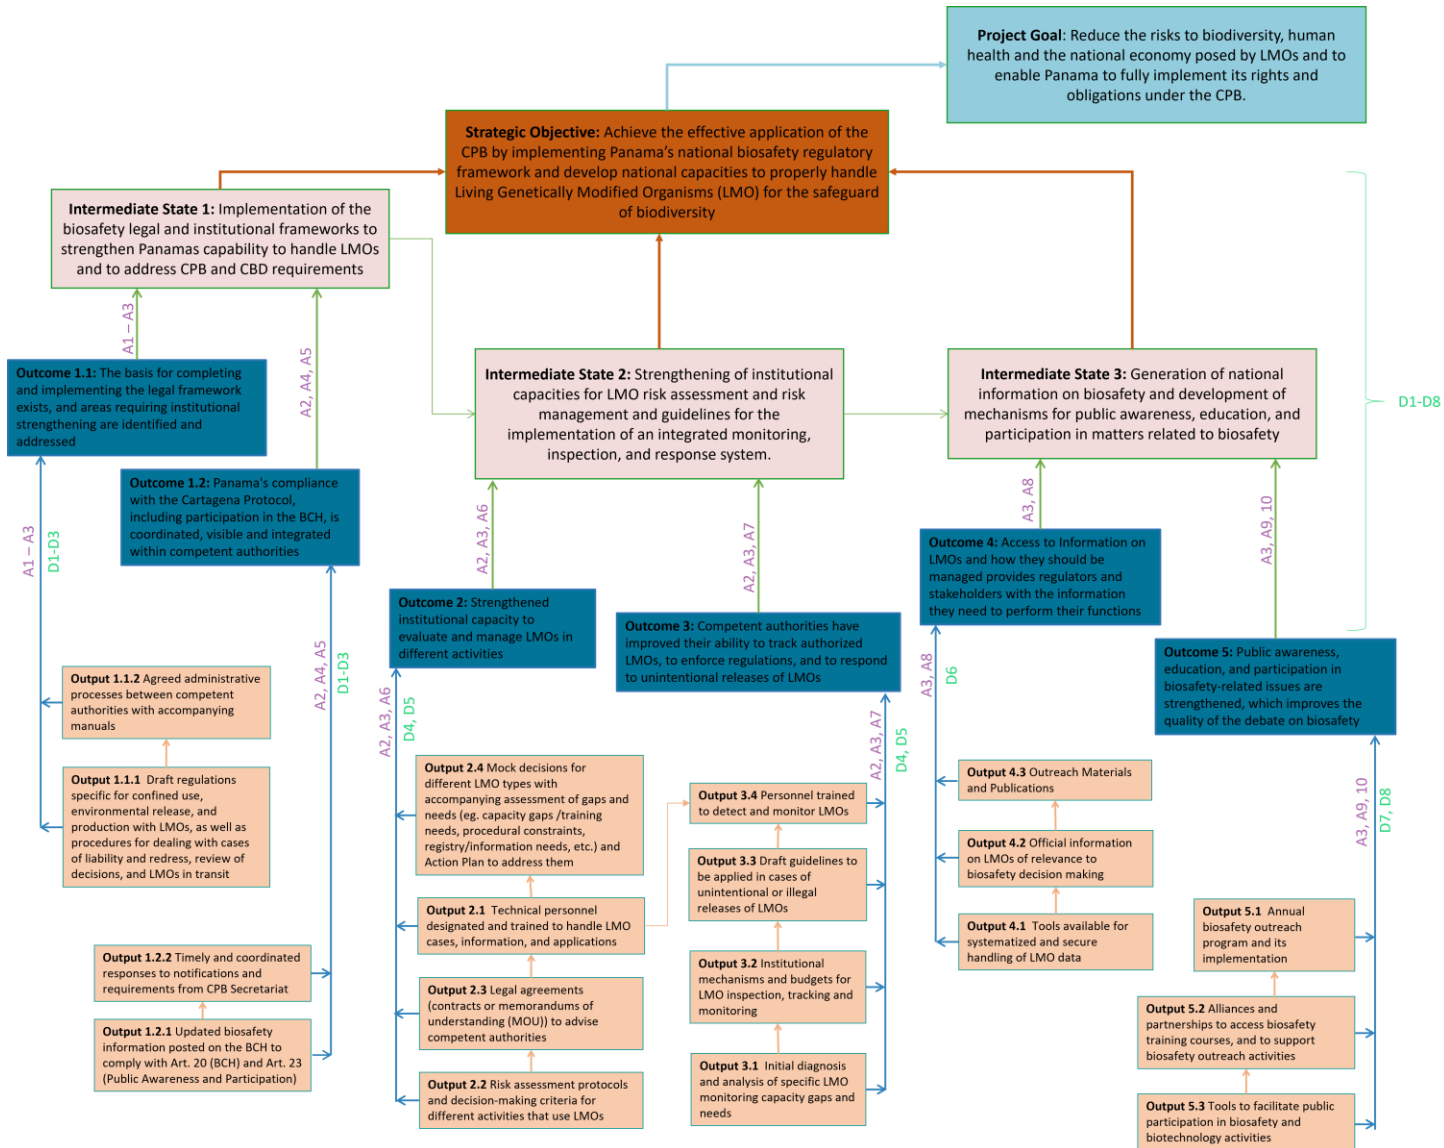 Project Goal: Reduce the risks to biodiversity, human
health and the national economy posed by LMOs and to
enable Panama to fully implement its rights and
obligations under the CPB.
Strategic Objective: Achieve the effective application of the
CPB by implementing Panama's national biosafety regulatory
framework and develop national capacities to properly handle
Living Genetically Modified Organisms (LMO) for the safeguard
of biodiversity
Intermediate State 1: Implementation of the
biosafety legal and institutional frameworks to
strengthen Panamas capability to handle LMOs
and to address CPB and CBD requirements
A1 – A3
A2, A4, A5
Outcome 1.1: The basis for completing
and implementing the legal framework
exists, and areas requiring institutional
strengthening are identified and
addressed
Outcome 1.2: Panama's compliance
with the Cartagena Protocol,
including participation in the BCH, is
coordinated, visible and integrated
within competent authorities
A1 – A3
D1-D3
A2, A4, A5
D1-D3
Output 1.1.2 Agreed administrative
processes between competent
authorities with accompanying
manuals
Output 1.1.1 Draft regulations
specific for confined use,
environmental release, and
production with LMOs, as well as
procedures for dealing with cases
of liability and redress, review of
decisions, and LMOs in transit
Output 1.2.2 Timely and coordinated
responses to notifications and
requirements from CPB Secretariat
Output 1.2.1 Updated biosafety
information posted on the BCH to
comply with Art. 20 (BCH) and Art. 23
(Public Awareness and Participation)
Intermediate State 2: Strengthening of institutional
capacities for LMO risk assessment and risk
management and guidelines for the
implementation of an integrated monitoring,
inspection, and response system.
A2, A3, A6
A2, A3, A7
Outcome 2: Strengthened
institutional capacity to
evaluate and manage LMOs in
different activities
Outcome 3: Competent authorities have
improved their ability to track authorized
LMOs, to enforce regulations, and to respond
to unintentional releases of LMOs
A2, A3, A6
D4, D5
A2, A3, A7
D4, D5
Output 2.4 Mock decisions for
different LMO types with
accompanying assessment of gaps and
needs (eg. capacity gaps /training
needs, procedural constraints,
registry/information needs, etc.) and
Action Plan to address them
Output 2.1 Technical personnel
designated and trained to handle LMO
cases, information, and applications
Output 2.3 Legal agreements
(contracts or memorandums of
understanding (MOU)) to advise
competent authorities
Output 2.2 Risk assessment protocols
and decision-making criteria for
different activities that use LMOs
Output 3.4 Personnel trained
to detect and monitor LMOs
Output 3.3 Draft guidelines to
be applied in cases of
unintentional or illegal
releases of LMOs
Output 3.2 Institutional
mechanisms and budgets for
LMO inspection, tracking and
monitoring
Output 3.1 Initial diagnosis
and analysis of specific LMO
monitoring capacity gaps and
needs
Intermediate State 3: Generation of national
information on biosafety and development of
mechanisms for public awareness, education, and
participation in matters related to biosafety
D1-D8
A3, A8
A3, A9, 10
Outcome 4: Access to Information on
LMOs and how they should be
managed provides regulators and
stakeholders with the information
they need to perform their functions
Outcome 5: Public awareness,
education, and participation in
biosafety-related issues are
strengthened, which improves the
quality of the debate on biosafety
A3, A8
D6
A3, A9, 10
D7, D8
Output 4.3 Outreach Materials
and Publications
Output 4.2 Official information
on LMOs of relevance to
biosafety decision making
Output 4.1 Tools available for
systematized and secure
handling of LMO data
Output 5.1 Annual
biosafety outreach
program and its
implementation
Output 5.2 Alliances and
partnerships to access biosafety
training courses, and to support
biosafety outreach activities
Output 5.3 Tools to facilitate public
participation in biosafety and
biotechnology activities